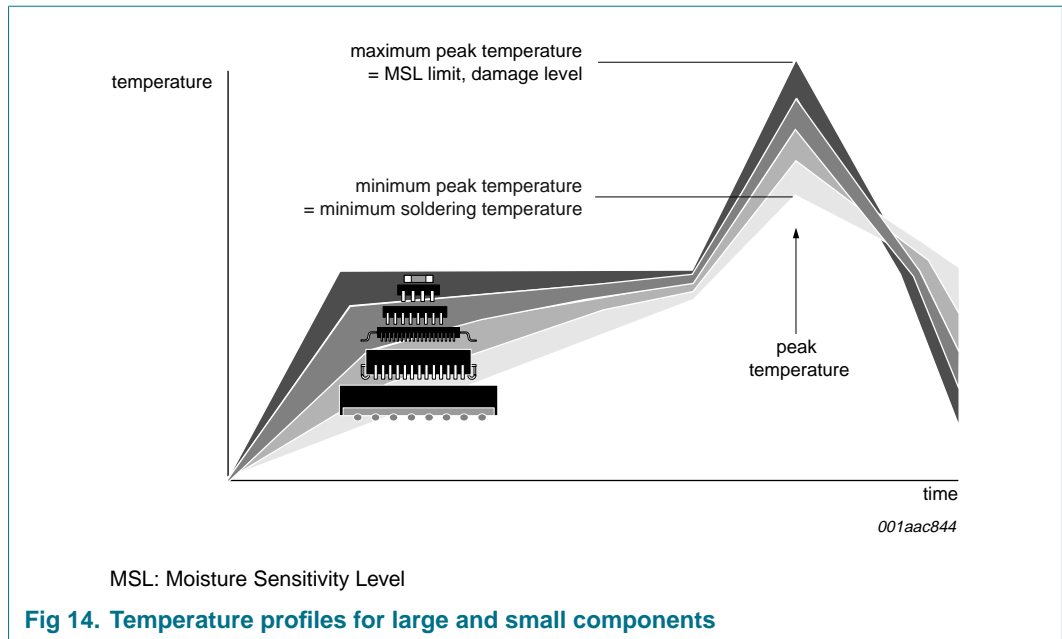 maximum peak temperature
= MSL limit, damage level
temperature
minimum peak temperature
= minimum soldering temperature
peak
temperature
time
001aac844
MSL: Moisture Sensitivity Level
Fig 14. Temperature profiles for large and small components